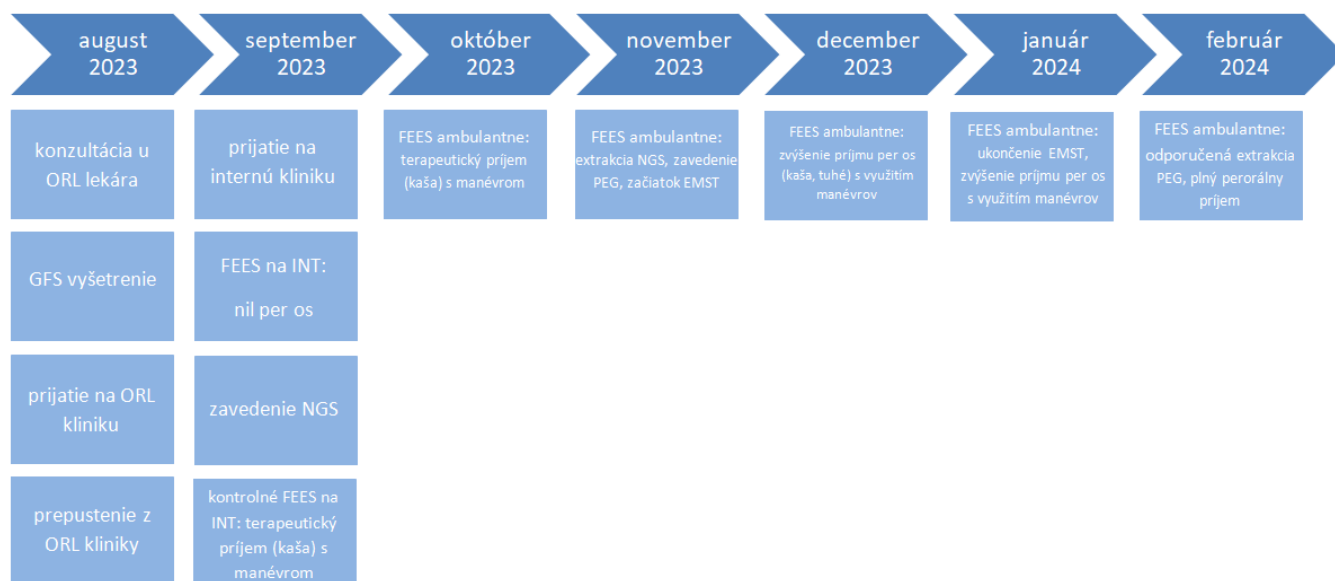 august
2023
september
2023
október
2023
november
2023
december
2023
január
2024
február
2024
konzultácia u
ORL lekára
GFS vyšetrenie
prijatie na ORL
kliniku
prepustenie z
ORL kliniky
prijatie na
internú kliniku
FEES na INT:
nil per os
zavedenie NGS
kontrolné FEES na
INT: terapeutický
príjem (kaša) s
manévrom
FEES ambulantne:
terapeutický príjem
(kaša) s manévrom
FEES ambulantne:
extrakcia NGS, zavedenie
PEG, začiatok EMST
FEES ambulantne:
zvýšenie príjmu per os
(kaša, tuhé) s využitím
manévrov
FEES ambulantne:
ukončenie EMST,
zvýšenie príjmu per os
s využitím manévrov
FEES ambulantne:
odporučená extrakcia
PEG, plný perorálny
príjem